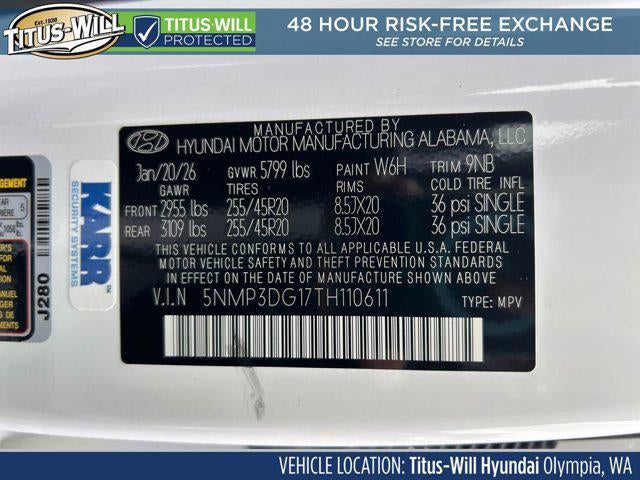 Est. 1938
TITUS-WILL
TITUS-WILL
PROTECTED
48 HOUR RISK-FREE EXCHANGE
SEE STORE FOR DETAILS
MANUFACTURED BY
HYUNDAI MOTOR MANUFACTURING ALABAMA, LLC
Jan/20/26 GVWR 5799 lbs PAINT W6H TRIM 9NB
GAWR TIRES RIMS COLD TIRE INFL
FRONT 2955 lbs 255/45R20 8.5JX20 36 psi SINGLE
REAR 3109 lbs 255/45R20 8.5JX20 36 psi SINGLE
THIS VEHICLE CONFORMS TO ALL APPLICABLE U.S.A. FEDERAL
MOTOR VEHICLE SAFETY AND THEFT PREVENTION STANDARDS
IN EFFECT ON THE DATE OF MANUFACTURE SHOWN ABOVE.
V.I.N 5NMP3DG17TH110611 TYPE: MPV
KARR
SECURITY SYSTEMS
J280
5
VEHICLE LOCATION: Titus-Will Hyundai Olympia, WA